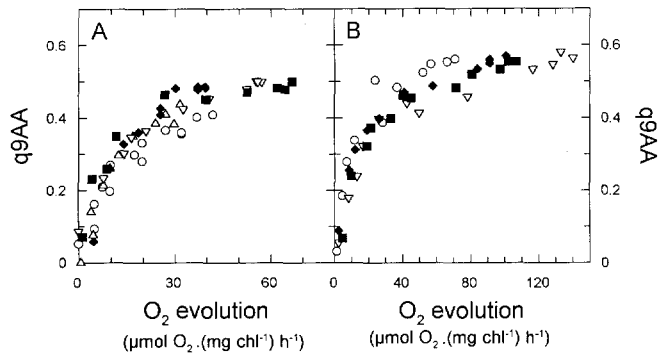 A
B
q9AA
0.6
0.4
0.2
0
0 30 60
0 40 80 120
0.6
0.4
0.2
0
q9AA
O₂ evolution
(µmol O₂.(mg chl⁻¹) h⁻¹)
O₂ evolution
(µmol O₂.(mg chl⁻¹) h⁻¹)